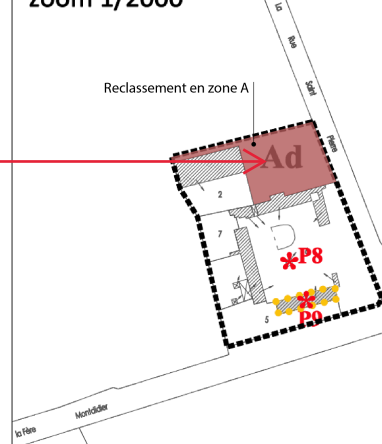 zoom 1/2000
La
Rue
Saint
Pierre
Reclassement en zone A
Ad
2
7
P8
P9
5
la Fère
Montdidier